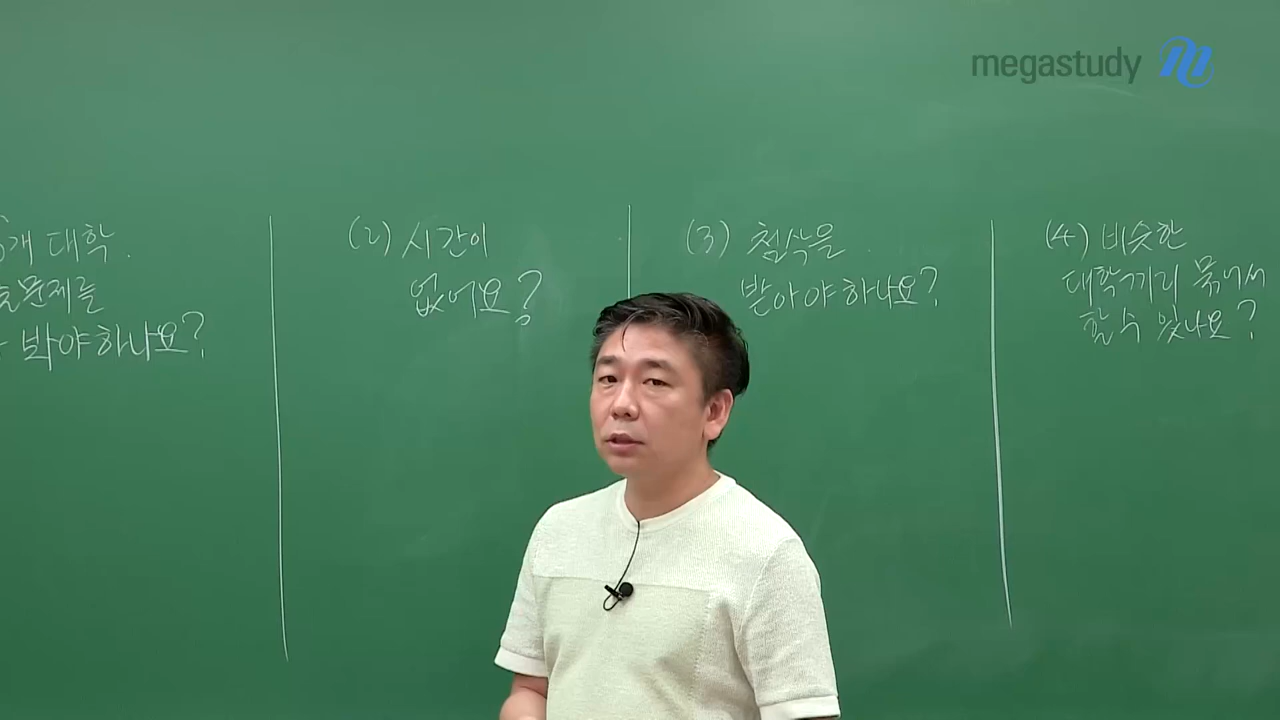 megastudy
6개 대학
문제를
봐야하나요?
(2) 시간이
없어요?
(3) 첨삭을
받아야하나요?
(4) 비슷한
대학끼리 묶어서
할 수 있나요?